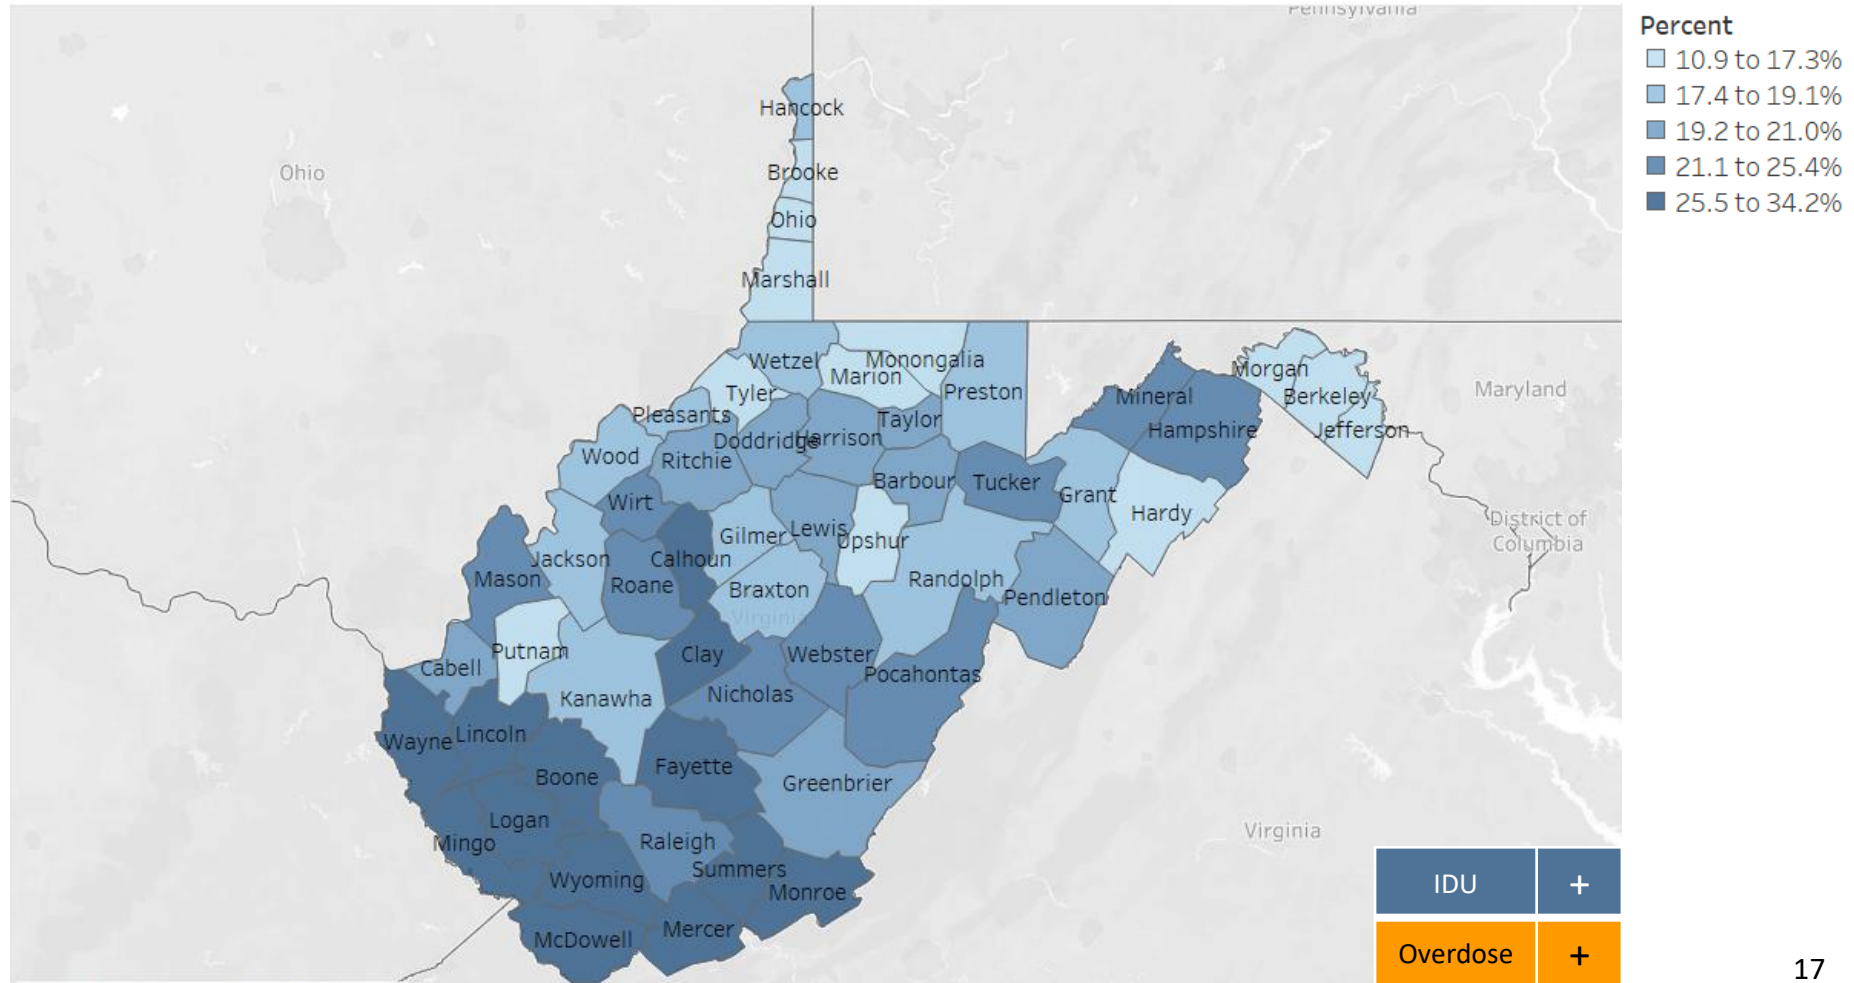 Pennsylvania
Percent
10.9 to 17.3%
17.4 to 19.1%
19.2 to 21.0%
21.1 to 25.4%
25.5 to 34.2%
Hancock
Ohio
Brooke
Ohio
Marshall
Wetzel
Monongalia
Marion
Morgan
Tyler
Preston
Mineral
Berkeley
Maryland
Pleasants
Taylor
Hampshire
Jefferson
Doddridge
Harrison
Wood
Ritchie
Barbour
Tucker
Grant
Wirt
Hardy
Lewis
Gilmer
Upshur
District of
Columbia
Jackson
Calhoun
Mason
Roane
Braxton
Randolph
Pendleton
Virginia
Putnam
Cabell
Clay
Webster
Pocahontas
Nicholas
Kanawha
Wayne
Lincoln
Boone
Fayette
Greenbrier
Logan
Mingo
Raleigh
Virginia
Summers
Wyoming
Monroe
Mercer
McDowell
IDU +
Overdose +
17